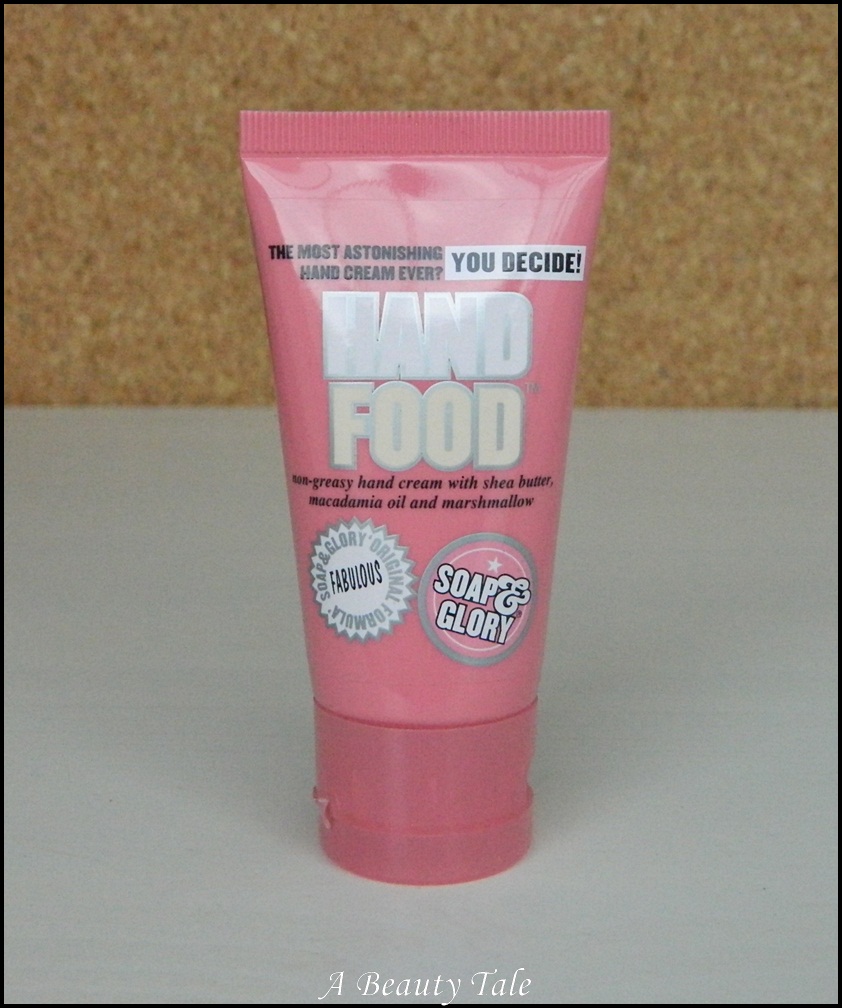 THE MOST ASTONISHING
HAND CREAM EVER?
YOU DECIDE!
HAND
FOOD™
non-greasy hand cream with shea butter,
macadamia oil and marshmallow
SOAP&GLORY ORIGINAL FORMULA
FABULOUS
SOAP&
GLORY
A Beauty Tale